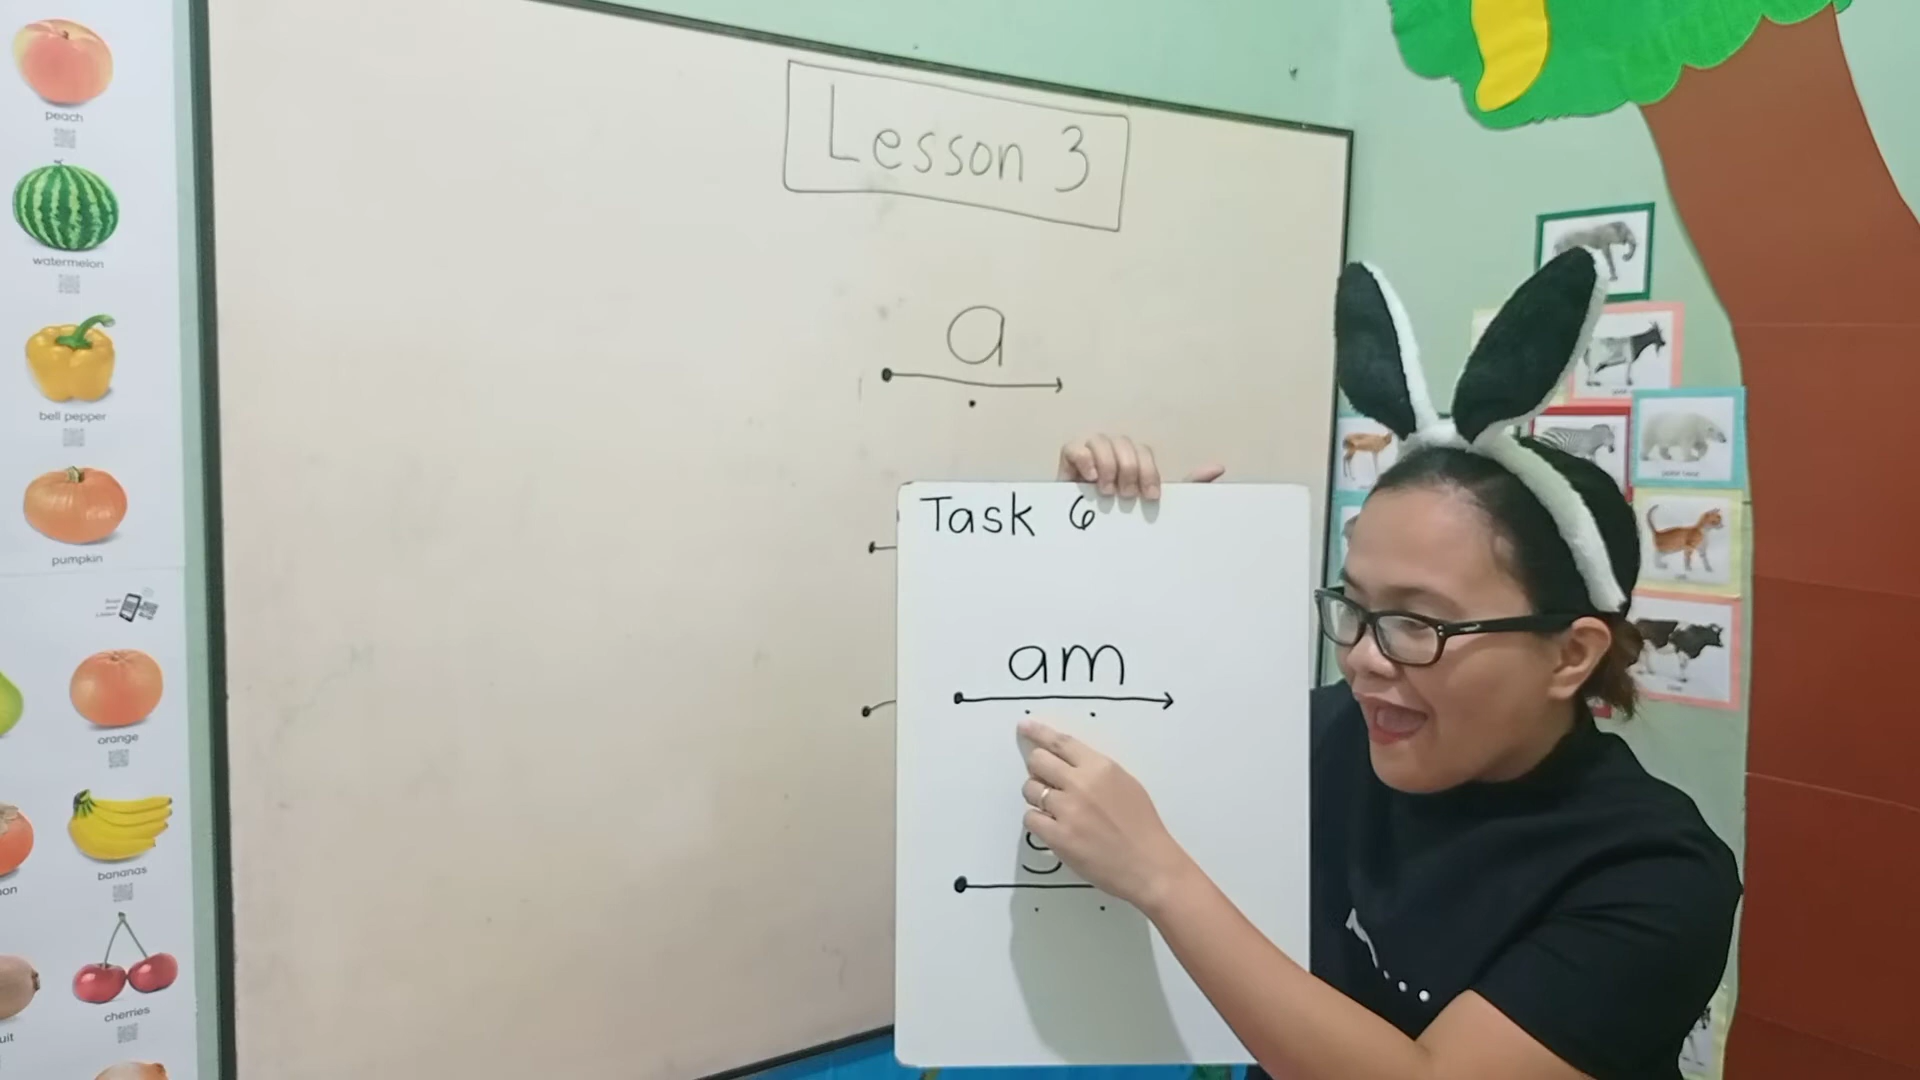 peach
watermelon
bell pepper
pumpkin
orange
bananas
cherries
Lesson 3
a
Task 6
am